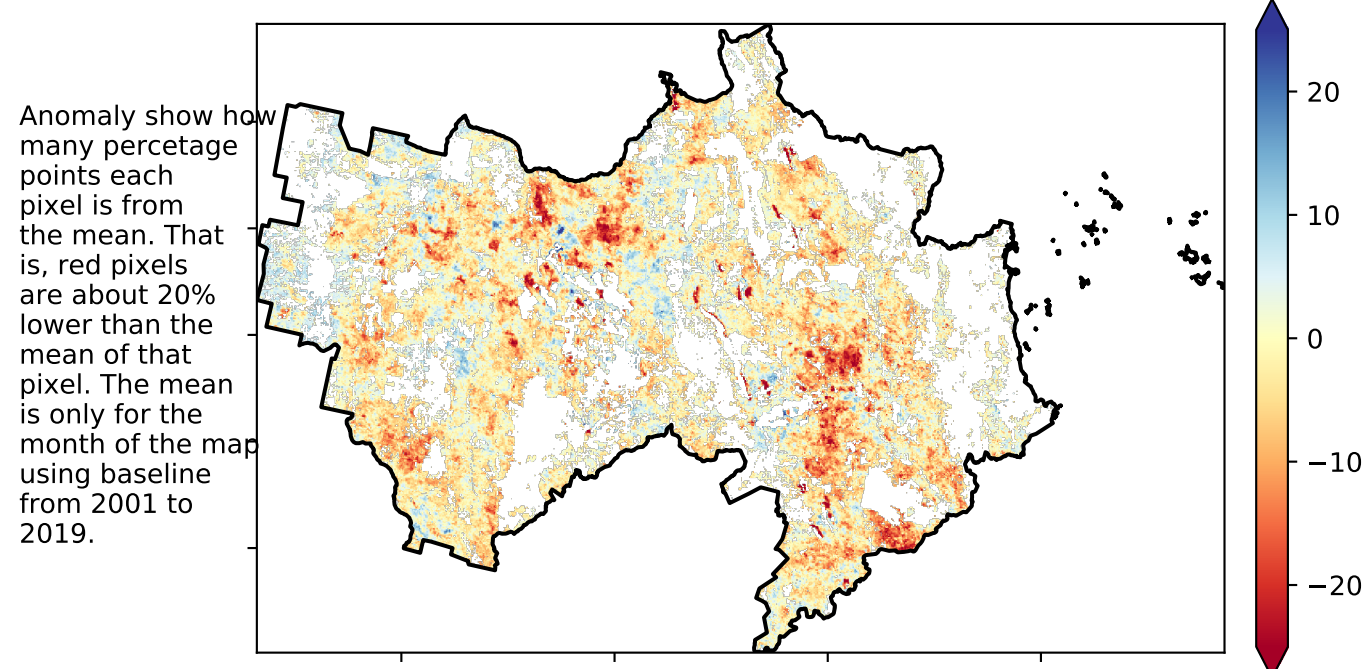 Anomaly show how
many percetage
points each
pixel is from
the mean. That
is, red pixels
are about 20%
lower than the
mean of that
pixel. The mean
is only for the
month of the map
using baseline
from 2001 to
2019.
20
10
0
−10
−20